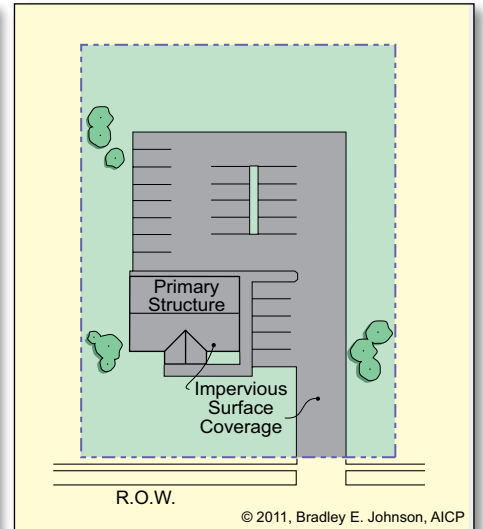 Primary
Structure
Impervious
Surface
Coverage
R.O.W.
© 2011, Bradley E. Johnson, AICP